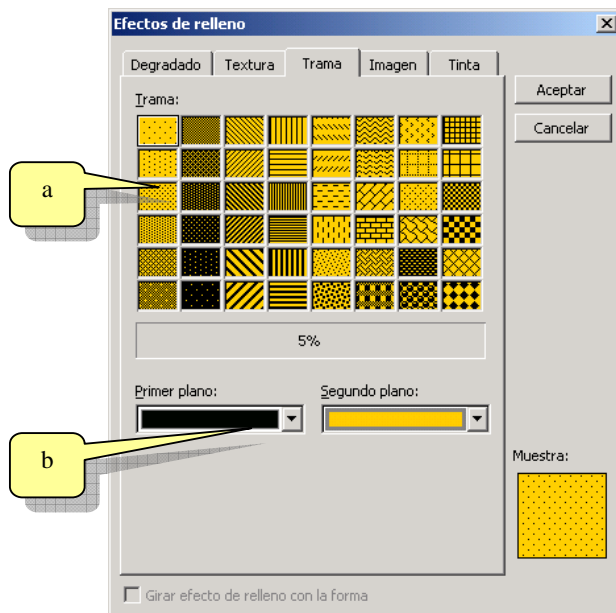 Efectos de relleno
Degradado
Textura
Trama
Imagen
Tinta
Aceptar
Cancelar
Trama:
a
5%
Primer plano:
Segundo plano:
b
Muestra:
Girar efecto de relleno con la forma